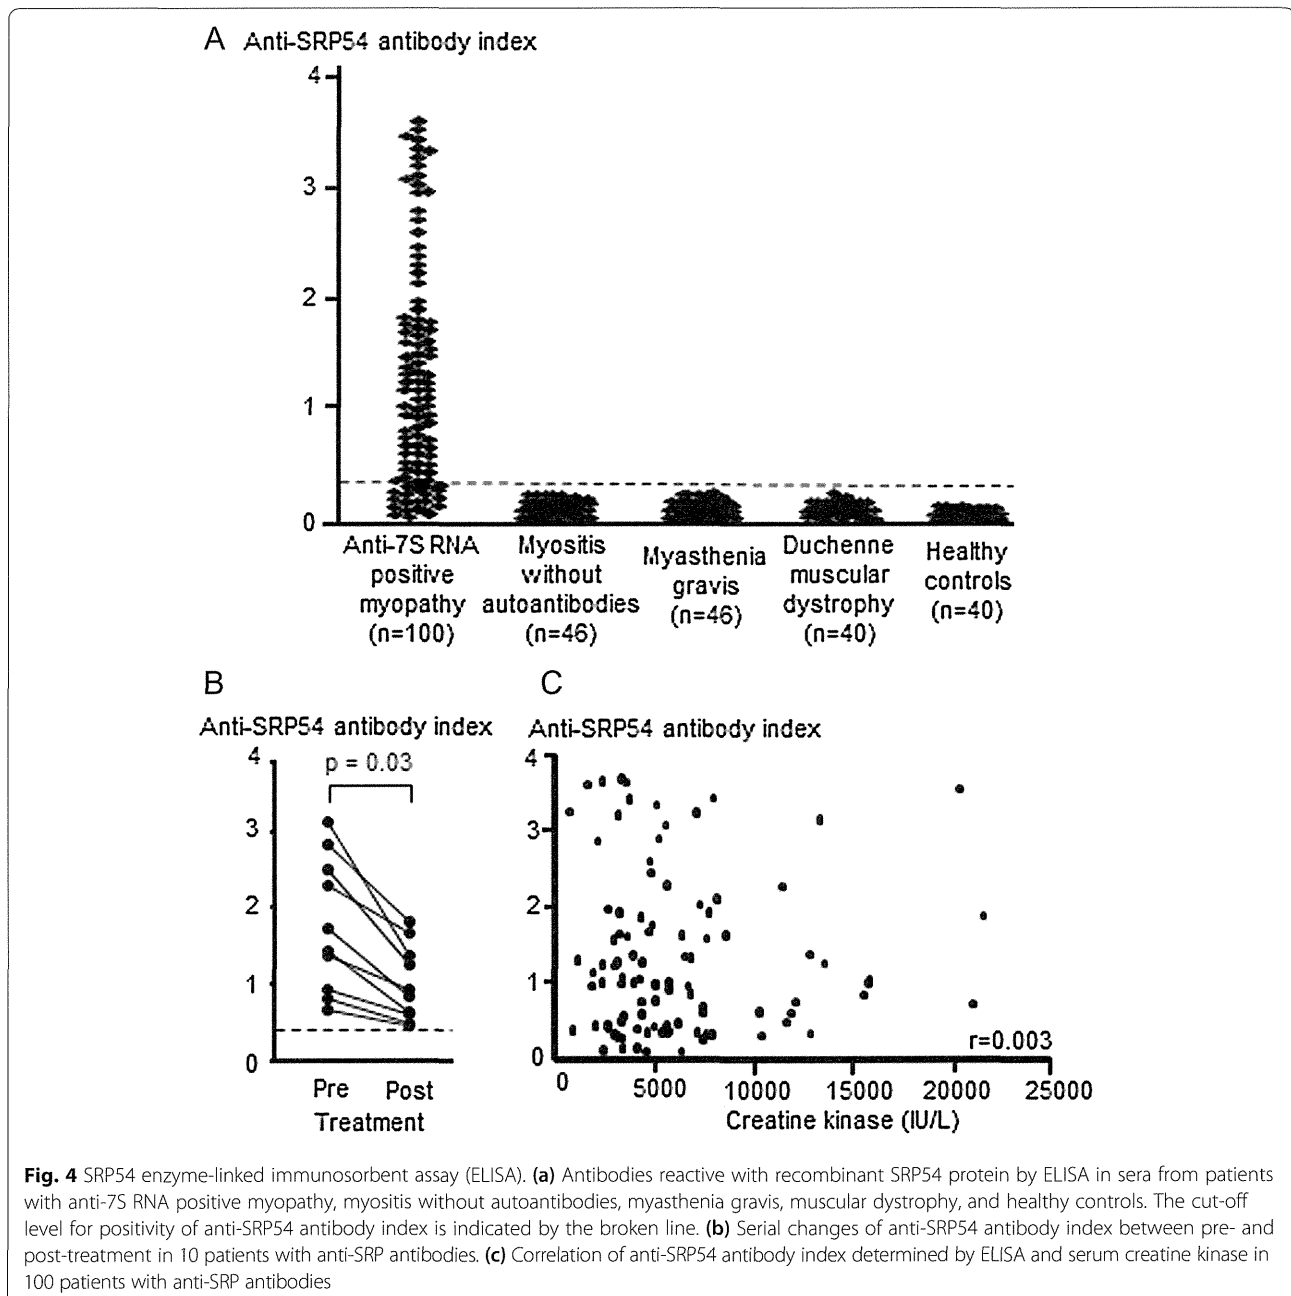 A Anti-SRP54 antibody index
4
3
2
1
0
Anti-7S RNA
positive
myopathy
(n=100)
Myositis
without
autoantibodies
(n=46)
Myasthenia
gravis
(n=46)
Duchenne
muscular
dystrophy
(n=40)
Healthy
controls
(n=40)
B
Anti-SRP54 antibody index
4
p = 0.03
3
2
1
0
Pre Post
Treatment
C
Anti-SRP54 antibody index
4
3
2
1
0
r=0.003
0 5000 10000 15000 20000 25000
Creatine kinase (IU/L)
Fig. 4 SRP54 enzyme-linked immunosorbent assay (ELISA). (a) Antibodies reactive with recombinant SRP54 protein by ELISA in sera from patients
with anti-7S RNA positive myopathy, myositis without autoantibodies, myasthenia gravis, muscular dystrophy, and healthy controls. The cut-off
level for positivity of anti-SRP54 antibody index is indicated by the broken line. (b) Serial changes of anti-SRP54 antibody index between pre- and
post-treatment in 10 patients with anti-SRP antibodies. (c) Correlation of anti-SRP54 antibody index determined by ELISA and serum creatine kinase in
100 patients with anti-SRP antibodies